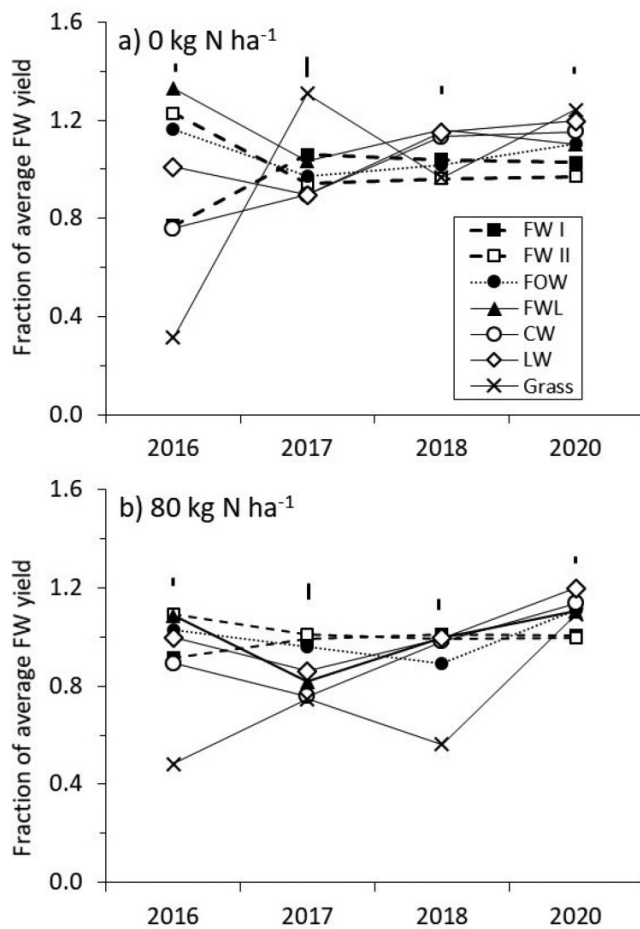 a) 0 kg N ha⁻¹
Fraction of average FW yield
1.6
1.2
0.8
0.4
0.0
FW I
FW II
FOW
FWL
CW
LW
Grass
2016 2017 2018 2020
b) 80 kg N ha⁻¹
Fraction of average FW yield
1.6
1.2
0.8
0.4
0.0
2016 2017 2018 2020